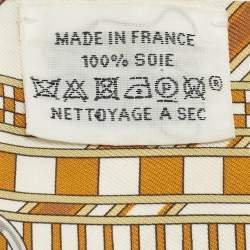 MADE IN FRANCE
100% SOIE
®
NETTOYAGE A SEC